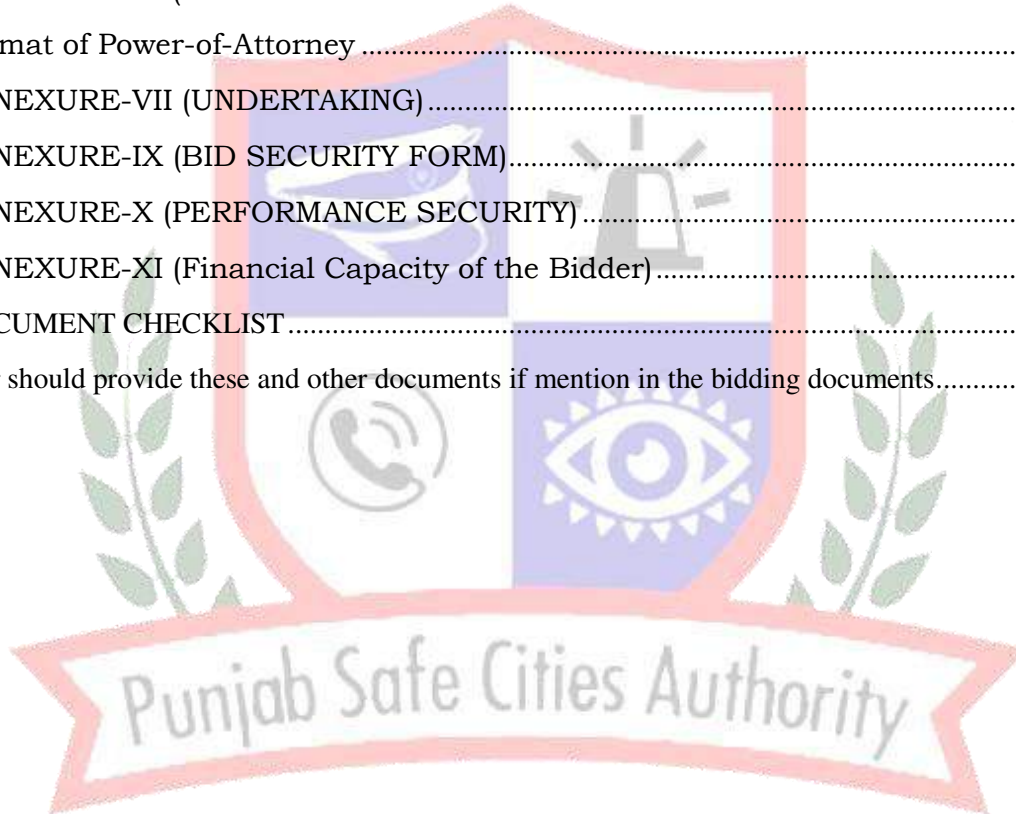 mat of Power-of-Attorney
NEXURE-VII (UNDERTAKING)
NEXURE-IX (BID SECURITY FORM)
NEXURE-X (PERFORMANCE SECURITY)
NEXURE-XI (Financial Capacity of the Bidder)
CUMENT CHECKLIST
should provide these and other documents if mention in the bidding documents
Punjab Safe Cities Authority